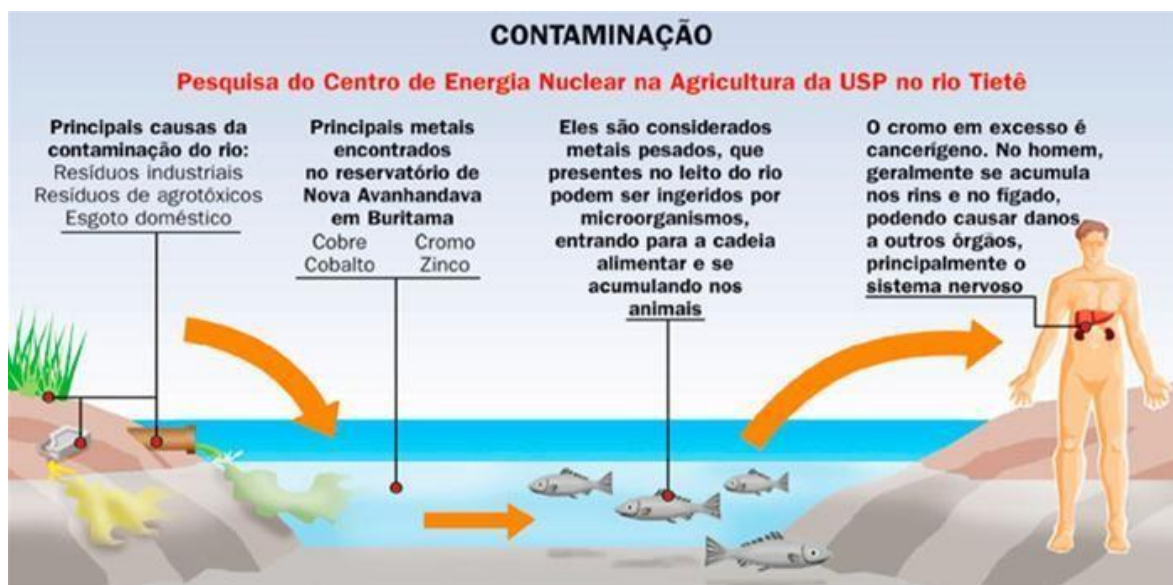 CONTAMINAÇÃO
Pesquisa do Centro de Energia Nuclear na Agricultura da USP no rio Tietê
Principais causas da
contaminação do rio:
Resíduos industriais
Resíduos de agrotóxicos
Esgoto doméstico
Principais metais
encontrados
no reservatório de
Nova Avanhandava
em Buritama
Cobre Cromo
Cobalto Zinco
Eles são considerados
metais pesados, que
presentes no leito do rio
podem ser ingeridos por
microorganismos,
entrando para a cadeia
alimentar e se
acumulando nos
animais
O cromo em excesso é
cancerígeno. No homem,
geralmente se acumula
nos rins e no fígado,
podendo causar danos
a outros órgãos,
principalmente o
sistema nervoso